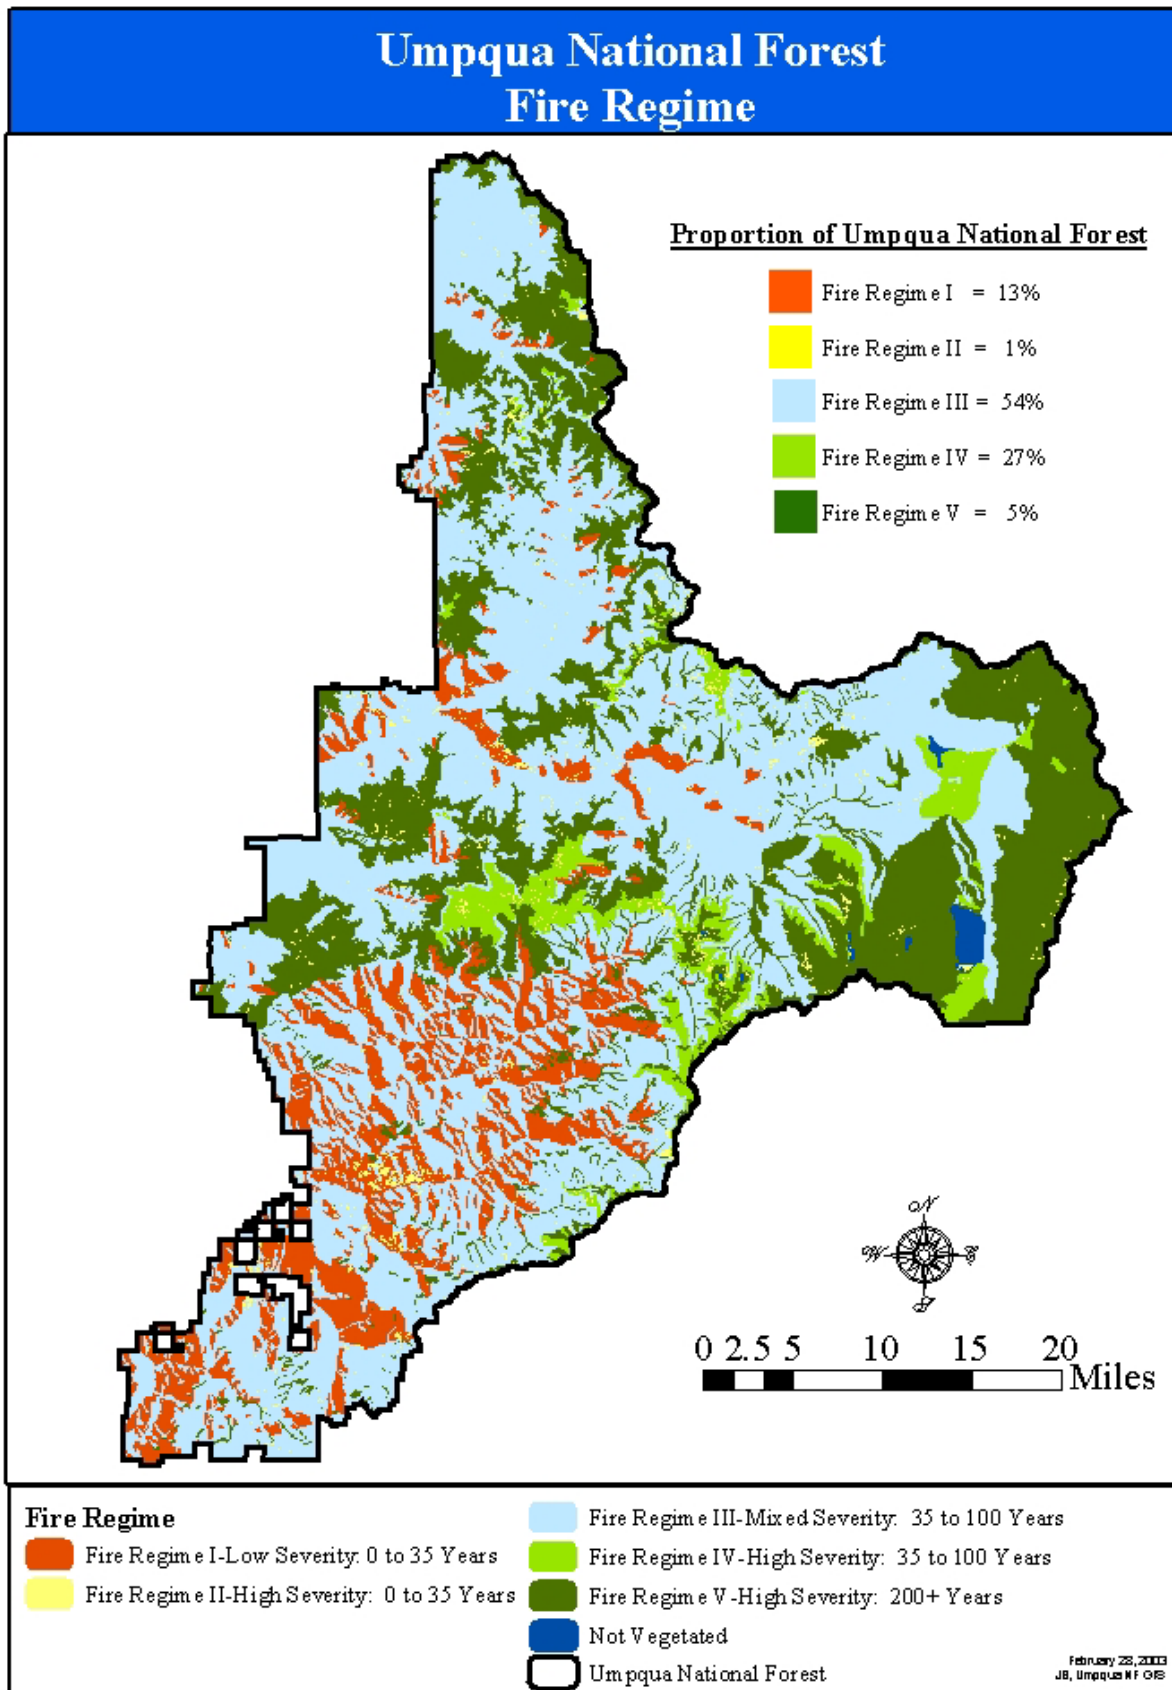 Umpqua National Forest
Fire Regime
Proportion of Umpqua National Forest
Fire Regime I = 13%
Fire Regime II = 1%
Fire Regime III = 54%
Fire Regime IV = 27%
Fire Regime V = 5%
N
W E
S
0 2.5 5 10 15 20
Miles
Fire Regime
Fire Regime I-Low Severity: 0 to 35 Years
Fire Regime II-High Severity: 0 to 35 Years
Fire Regime III-Mixed Severity: 35 to 100 Years
Fire Regime IV-High Severity: 35 to 100 Years
Fire Regime V-High Severity: 200+ Years
Not Vegetated
Umpqua National Forest
February 28, 2003
JB, Umpqua NF GIS